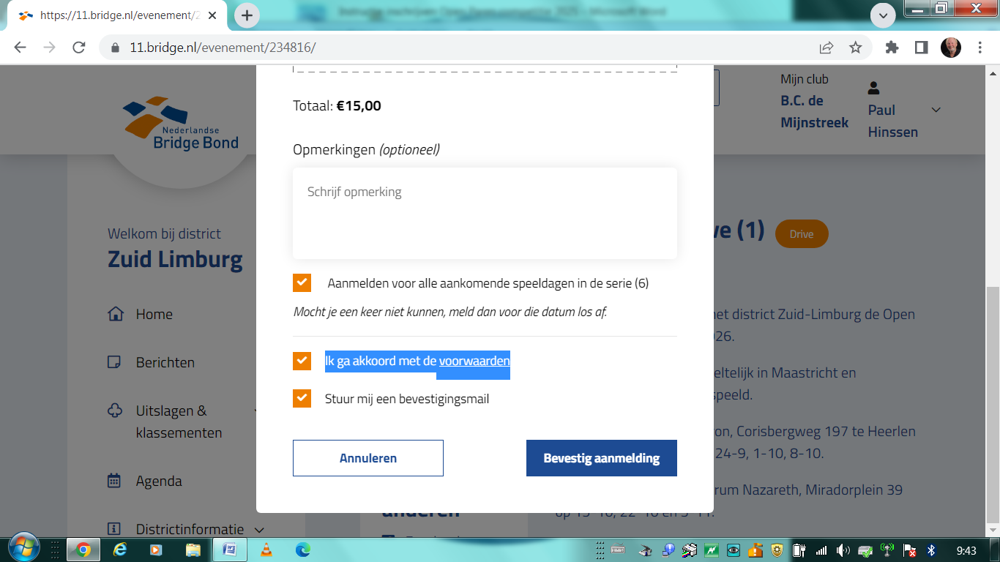 https://11.bridge.nl/evenement/2
11.bridge.nl/evenement/234816/
Nederlandse
Bridge Bond
Mijn club
B.C. de
Mijnstreek
Paul
Hinssen
Totaal: €15,00
Opmerkingen (optioneel)
Schrijf opmerking
Aanmelden voor alle aankomende speeldagen in de serie (6)
Mocht je een keer niet kunnen, meld dan voor die datum los af.
Ik ga akkoord met de voorwaarden
Stuur mij een bevestigingsmail
Annuleren
Bevestig aanmelding
Welkom bij district
Zuid Limburg
Home
Berichten
Uitslagen &
klassementen
Agenda
Districtinformatie
(1)
Drive
district Zuid-Limburg de Open
eltelijk in Maastricht en
speeld.
on, Corisbergweg 197 te Heerlen
24-9, 1-10, 8-10.
rum Nazareth, Miradorplein 39
9:43